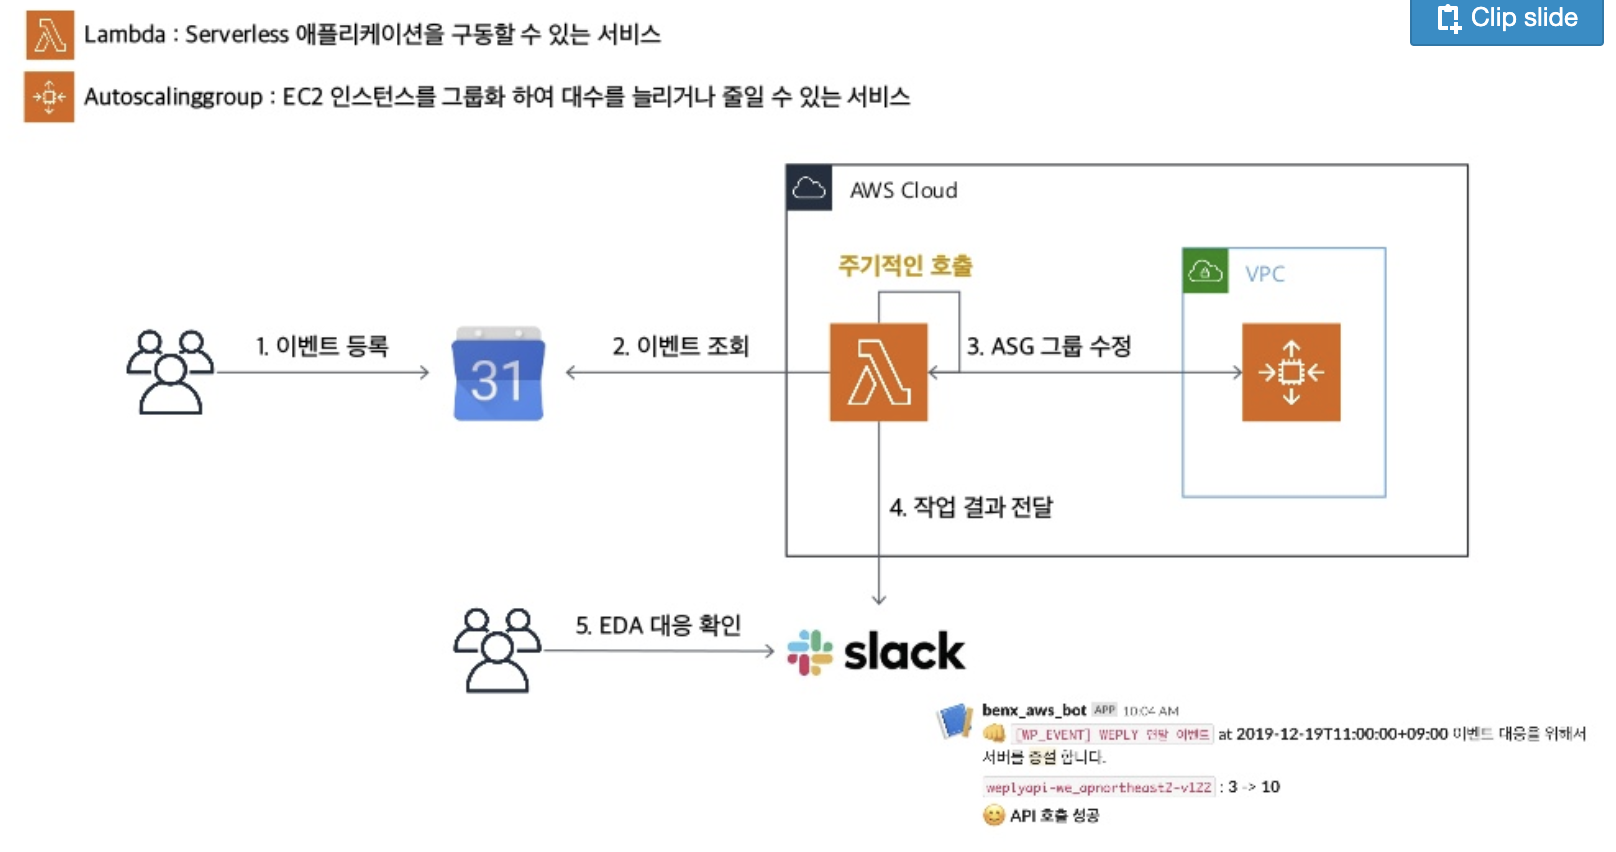 Clip slide
Lambda : Serverless 애플리케이션을 구동할 수 있는 서비스
Autoscalinggroup : EC2 인스턴스를 그룹화 하여 대수를 늘리거나 줄일 수 있는 서비스
AWS Cloud
주기적인 호출
VPC
1. 이벤트 등록
31
2. 이벤트 조회
3. ASG 그룹 수정
4. 작업 결과 전달
5. EDA 대응 확인
slack
benx_aws_bot APP 10:04 AM
[WP_EVENT] WEPLY 연말 이벤트 at 2019-12-19T11:00:00+09:00 이벤트 대응을 위해서
서버를 증설 합니다.
weplyapi-we_apnortheast2-v122 : 3 -> 10
API 호출 성공